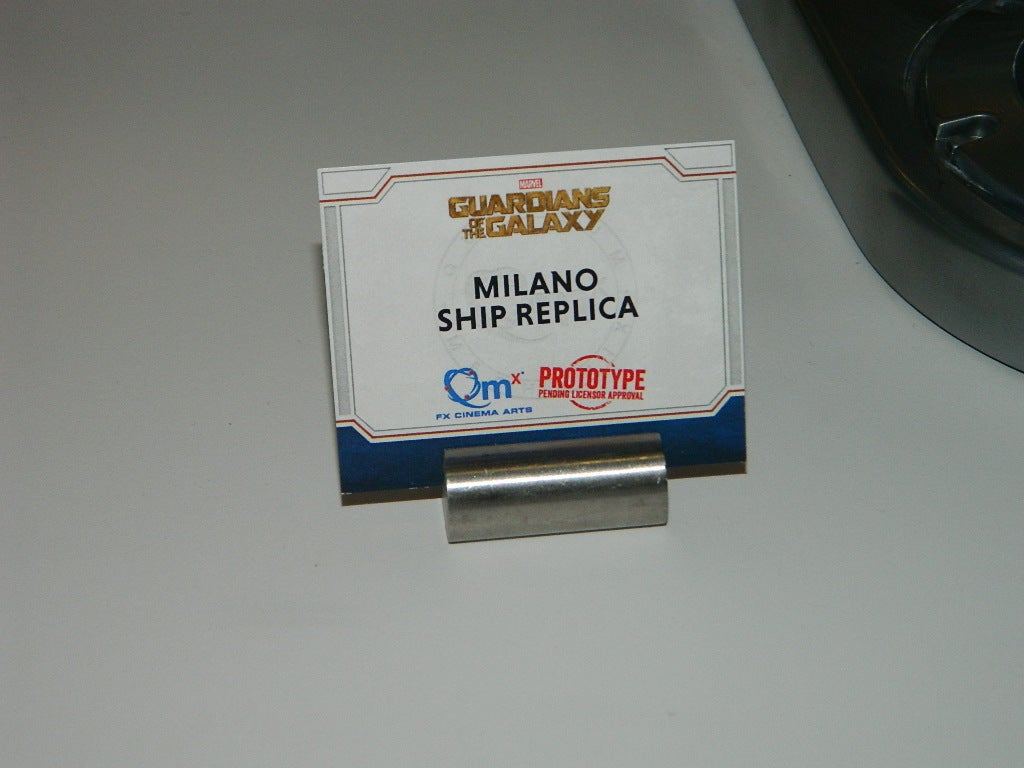 MARVEL
GUARDIANS
OF THE GALAXY
MILANO
SHIP REPLICA
Qmx
FX CINEMA ARTS
PROTOTYPE
PENDING LICENSOR APPROVAL